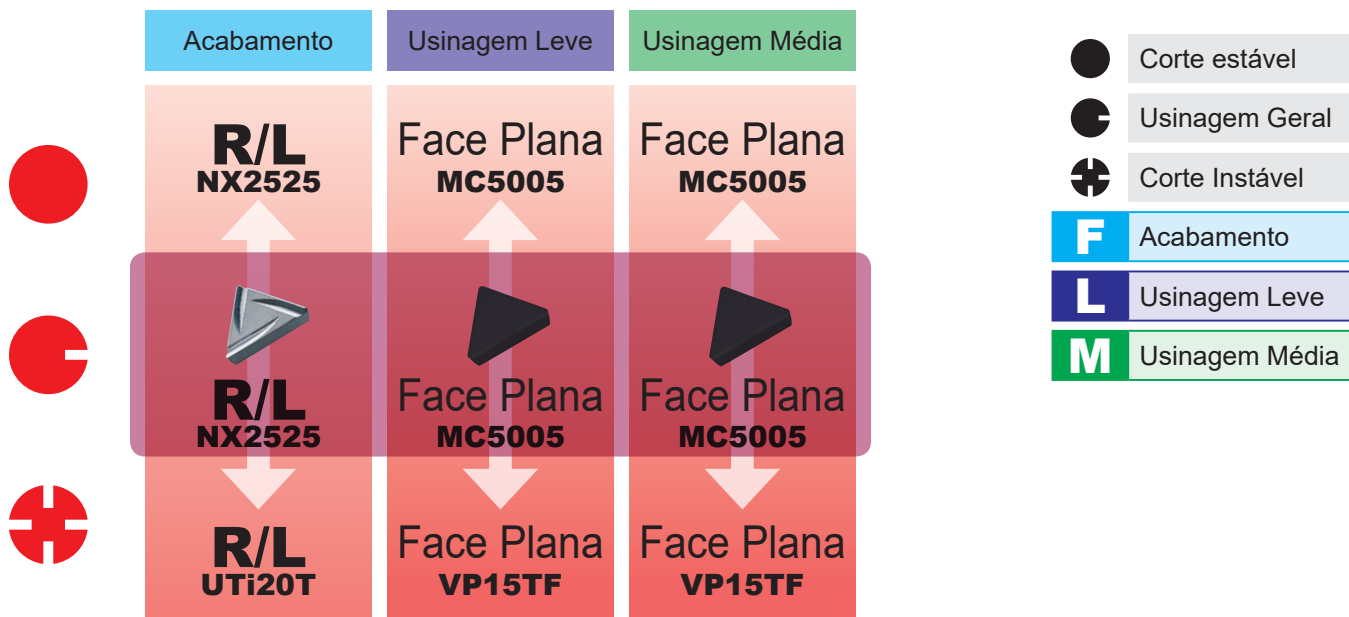 Acabamento
Usinagem Leve
Usinagem Média
R/L
NX2525
Face Plana
MC5005
Face Plana
MC5005
R/L
NX2525
Face Plana
MC5005
Face Plana
MC5005
R/L
UTi20T
Face Plana
VP15TF
Face Plana
VP15TF
Corte estável
Usinagem Geral
Corte Instável
F Acabamento
L Usinagem Leve
M Usinagem Média